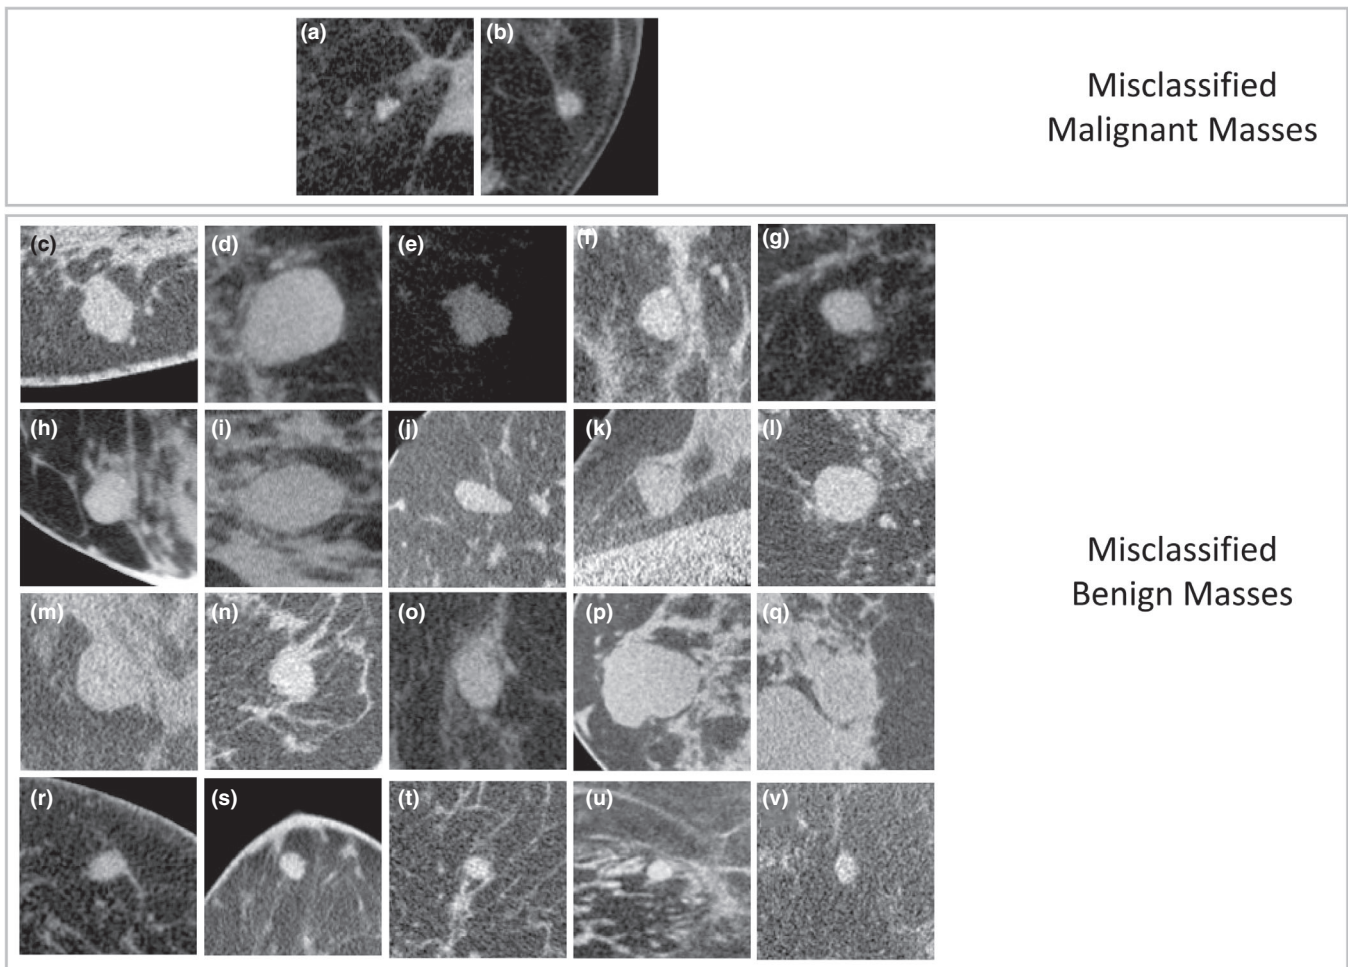 (a) (b)
Misclassified
Malignant Masses
(c) (d) (e) (f) (g)
(h) (i) (j) (k) (l)
Misclassified
Benign Masses
(m) (n) (o) (p) (q)
(r) (s) (t) (u) (v)